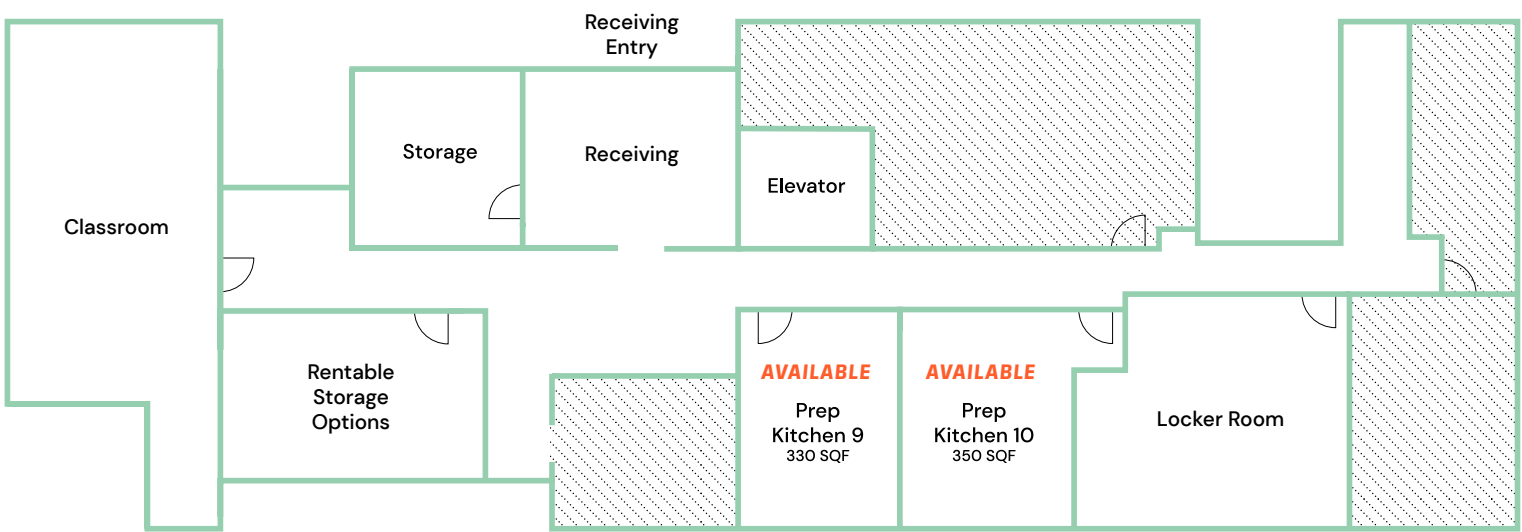 Receiving
Entry
Storage
Receiving
Elevator
Classroom
Rentable
Storage
Options
AVAILABLE
Prep
Kitchen 9
330 SQF
AVAILABLE
Prep
Kitchen 10
350 SQF
Locker Room